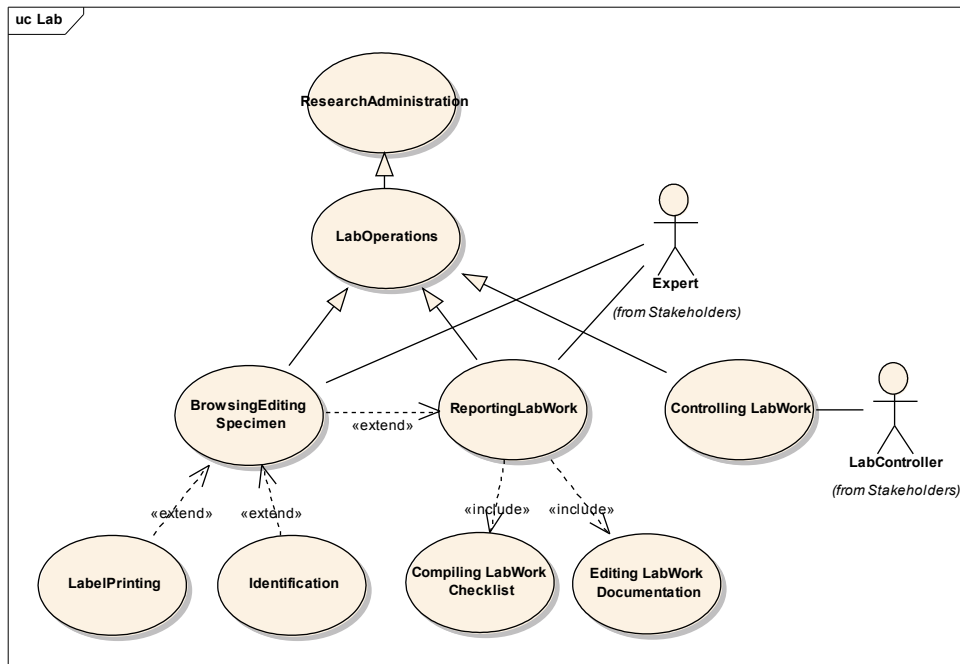 uc Lab
ResearchAdministration
LabOperations
Expert
(from Stakeholders)
BrowsingEditing
Specimen
«extend»
ReportingLabWork
Controlling LabWork
LabController
(from Stakeholders)
«extend»
«extend»
«include»
«include»
LabelPrinting
Identification
Compiling LabWork
Checklist
Editing LabWork
Documentation